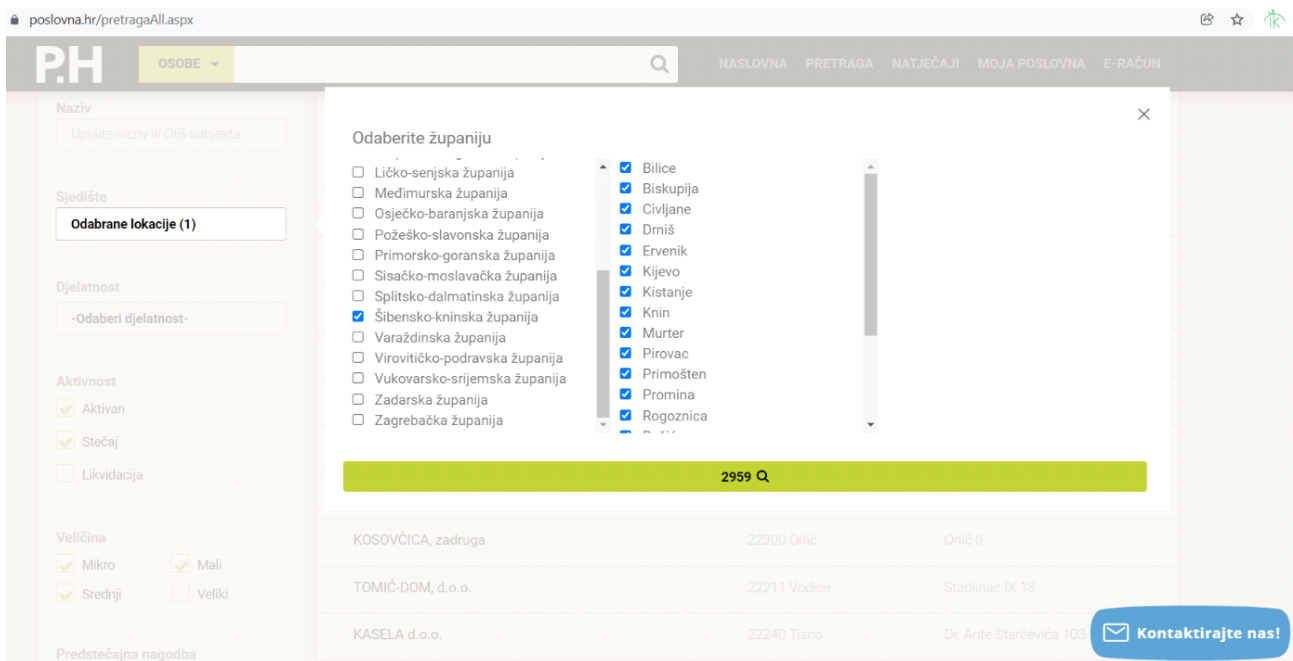 poslovna.hr/pretragaAll.aspx
P.H
OSOBE
NASLOVNA PRETRAGA NATJEČAJI MOJA POSLOVNA E-RAČUN
Naziv
Upišite naziv ili OIB subjekta
Sjedište
Odabrane lokacije (1)
Djelatnost
-Odaberi djelatnost-
Aktivnost
Aktivan
Stečaj
Likvidacija
Veličina
Mikro Mali
Srednji Veliki
Predstečajna nagodba
Odaberite županiju
Ličko-senjska županija
Međimurska županija
Osječko-baranjska županija
Požeško-slavonska županija
Primorsko-goranska županija
Sisačko-moslavačka županija
Splitsko-dalmatinska županija
Šibensko-kninska županija
Varaždinska županija
Virovitičko-podravska županija
Vukovarsko-srijemska županija
Zadarska županija
Zagrebačka županija
Bilice
Biskupija
Civljane
Drniš
Ervenik
Kijevo
Kistanje
Knin
Murter
Pirovac
Primošten
Promina
Rogoznica
2959
KOSOVČICA, zadruga 22300 Orlić Orlić 0
TOMIĆ-DOM, d.o.o. 22211 Vodice Stablinac IX 13
KASELA d.o.o. 22240 Tisno Dr. Ante Starčevića 103
Kontaktirajte nas!